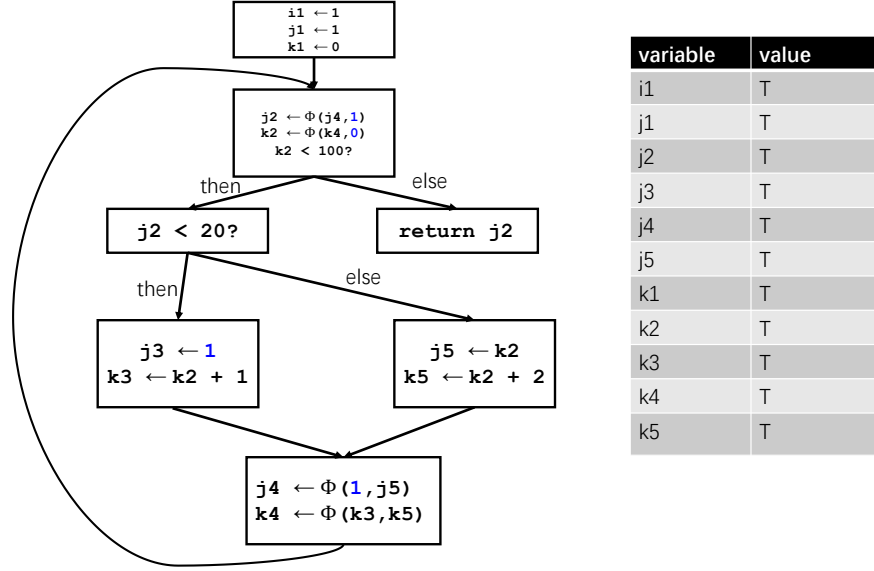 i1 ← 1
j1 ← 1
k1 ← 0
j2 ← Φ(j4,1)
k2 ← Φ(k4,0)
k2 < 100?
then
else
j2 < 20?
return j2
then
else
j3 ← 1
k3 ← k2 + 1
j5 ← k2
k5 ← k2 + 2
j4 ← Φ(1,j5)
k4 ← Φ(k3,k5)
variable value
i1 T
j1 T
j2 T
j3 T
j4 T
j5 T
k1 T
k2 T
k3 T
k4 T
k5 T